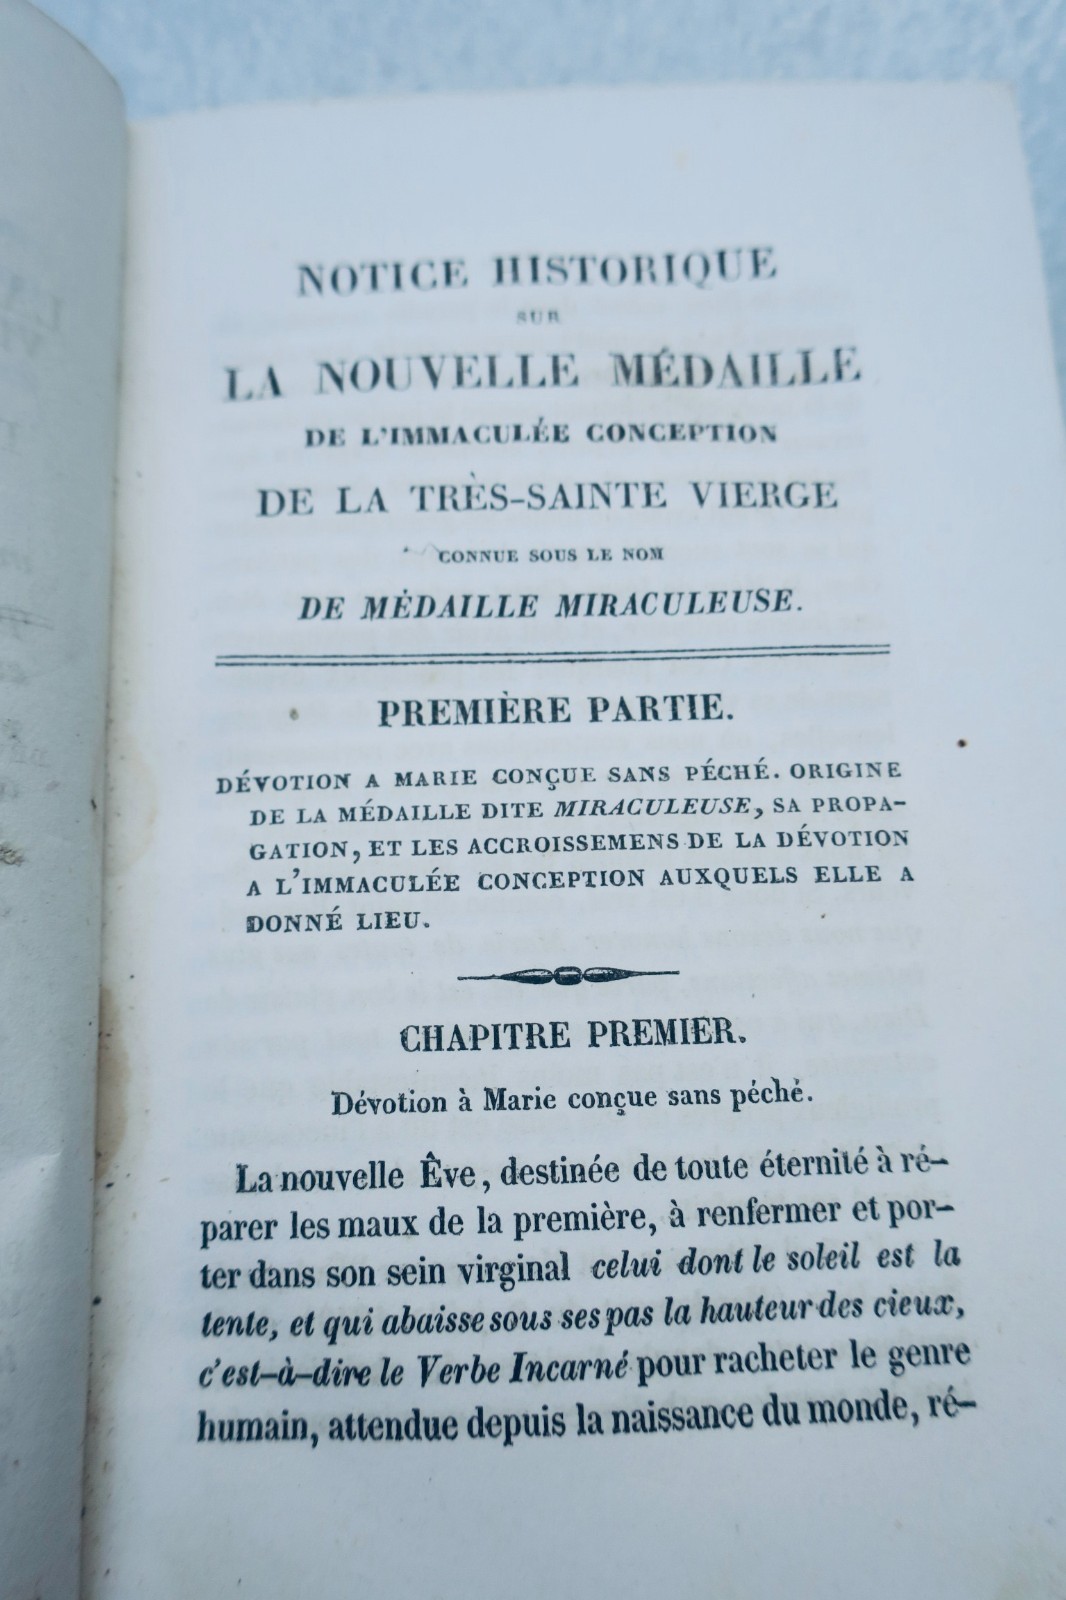 NOTICE HISTORIQUE
SUR
LA NOUVELLE MÉDAILLE
DE L'IMMACULÉE CONCEPTION
DE LA TRÈS-SAINTE VIERGE
CONNUE SOUS LE NOM
DE MÉDAILLE MIRACULEUSE.
PREMIÈRE PARTIE.
DÉVOTION A MARIE CONÇUE SANS PÉCHÉ. ORIGINE
DE LA MÉDAILLE DITE MIRACULEUSE, SA PROPA-
GATION, ET LES ACCROISSEMENS DE LA DÉVOTION
A L'IMMACULÉE CONCEPTION AUXQUELS ELLE A
DONNÉ LIEU.
CHAPITRE PREMIER.
Dévotion à Marie conçue sans péché.
La nouvelle Êve, destinée de toute éternité à ré-
parer les maux de la première, à renfermer et por-
ter dans son sein virginal celui dont le soleil est la
tente, et qui abaisse sous ses pas la hauteur des cieux,
c'est-à-dire le Verbe Incarné pour racheter le genre
humain, attendue depuis la naissance du monde, ré-